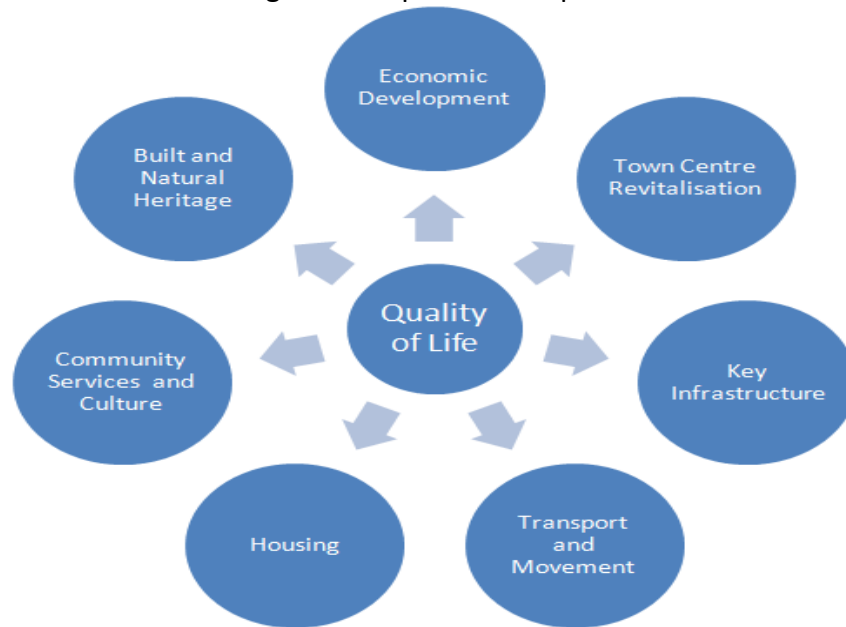 Economic
Development
Town Centre
Revitalisation
Key
Infrastructure
Transport
and
Movement
Housing
Community
Services and
Culture
Built and
Natural
Heritage
Quality
of Life